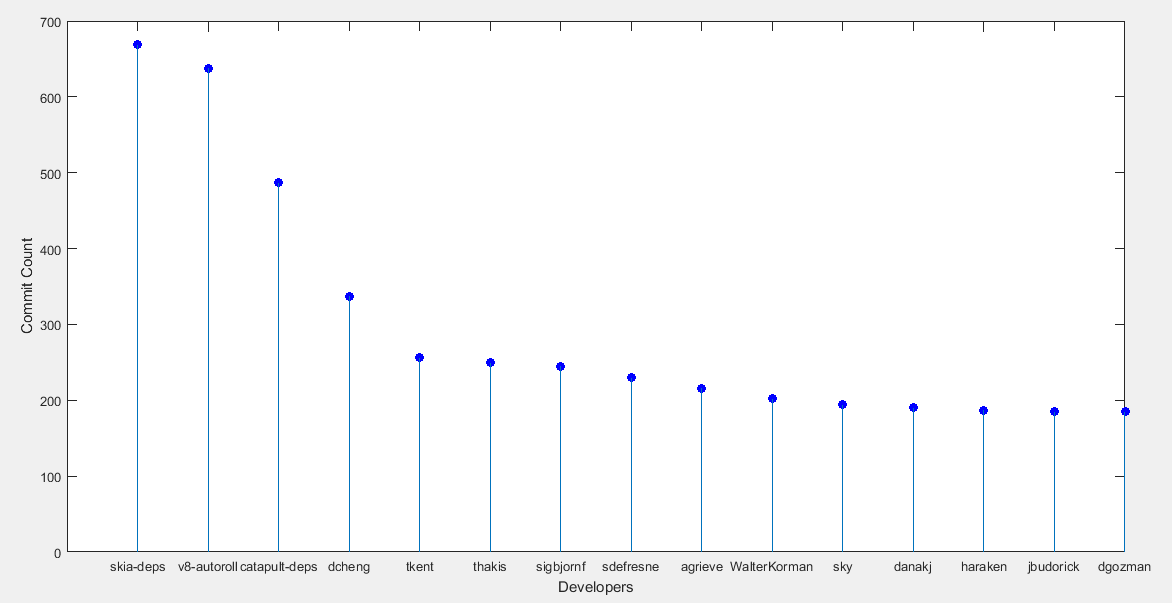 700
600
500
400
300
200
100
0
Commit Count
skia-deps v8-autoroll catapult-deps dcheng tkent thakis sigbjornf sdefresne agrieve WalterKorman sky danakj haraken jbudorick dgozman
Developers